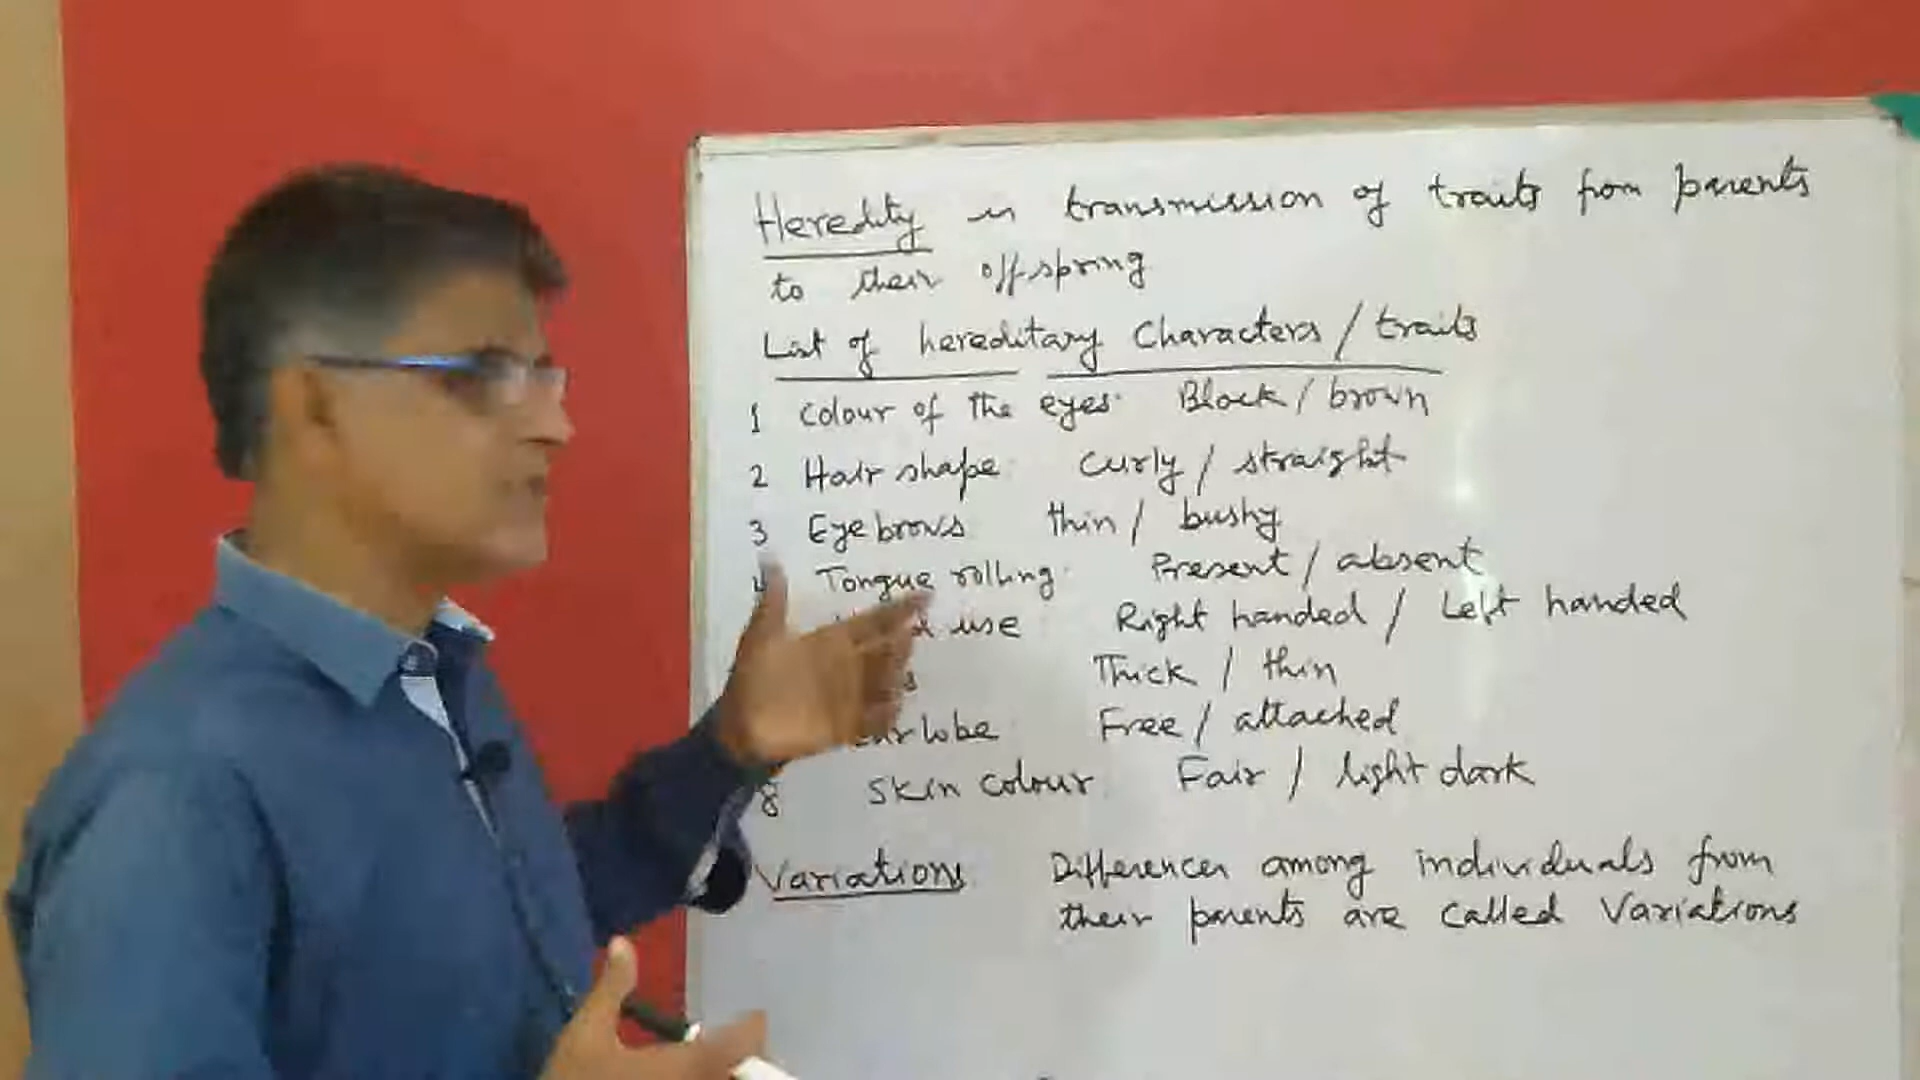 Heredity is transmission of traits from parents
to their offspring
List of hereditary Characters / traits
1 Colour of the eyes. Black / brown
2 Hair shape. Curly / straight
3 Eye brows thin / bushy
4 Tongue rolling. Present / absent
use Right handed / Left handed
Thick / thin
lobe Free / attached
8 Skin colour. Fair / light dark
Variations Differences among individuals from
their parents are called Variations